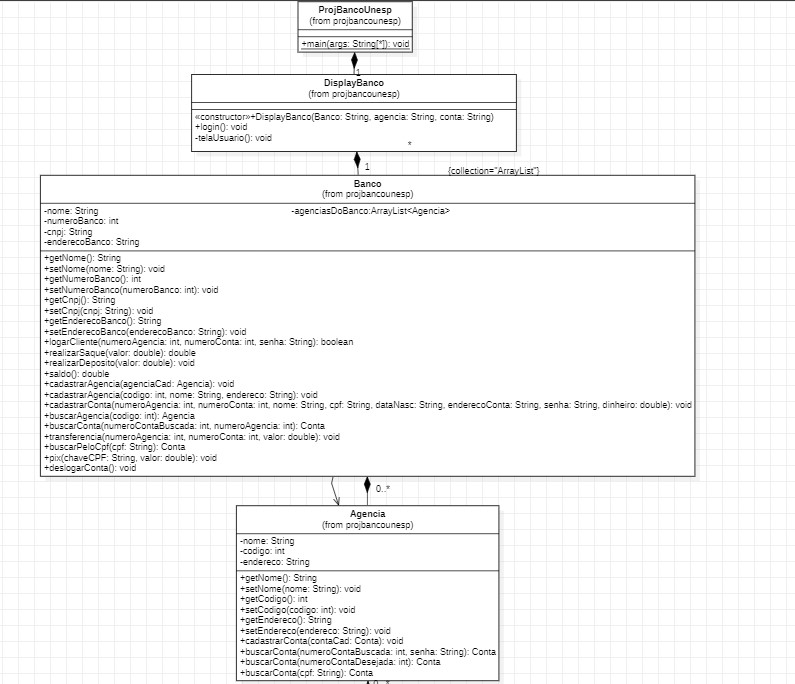 ProjBancoUnesp
(from projbancounesp)
+main(args: String[*]): void
1
DisplayBanco
(from projbancounesp)
«constructor»+DisplayBanco(Banco: String, agencia: String, conta: String)
+login(): void
-telaUsuario(): void
*
1
{collection="ArrayList"}
Banco
(from projbancounesp)
-nome: String
-agenciasDoBanco:ArrayList<Agencia>
-numeroBanco: int
-cnpj: String
-enderecoBanco: String
+getNome(): String
+setNome(nome: String): void
+getNumeroBanco(): int
+setNumeroBanco(numeroBanco: int): void
+getCnpj(): String
+setCnpj(cnpj: String): void
+getEnderecoBanco(): String
+setEnderecoBanco(enderecoBanco: String): void
+logarCliente(numeroAgencia: int, numeroConta: int, senha: String): boolean
+realizarSaque(valor: double): double
+realizarDeposito(valor: double): void
+saldo(): double
+cadastrarAgencia(agenciaCad: Agencia): void
+cadastrarAgencia(codigo: int, nome: String, endereco: String): void
+cadastrarConta(numeroAgencia: int, numeroConta: int, nome: String, cpf: String, dataNasc: String, enderecoConta: String, senha: String, dinheiro: double): void
+buscarAgencia(codigo: int): Agencia
+buscarConta(numeroContaBuscada: int, numeroAgencia: int): Conta
+transferencia(numeroAgencia: int, numeroConta: int, valor: double): void
+buscarPeloCpf(cpf: String): Conta
+pix(chaveCPF: String, valor: double): void
+deslogarConta(): void
0..*
Agencia
(from projbancounesp)
-nome: String
-codigo: int
-endereco: String
+getNome(): String
+setNome(nome: String): void
+getCodigo(): int
+setCodigo(codigo: int): void
+getEndereco(): String
+setEndereco(endereco: String): void
+cadastrarConta(contaCad: Conta): void
+buscarConta(numeroContaBuscada: int, senha: String): Conta
+buscarConta(numeroContaDesejada: int): Conta
+buscarConta(cpf: String): Conta